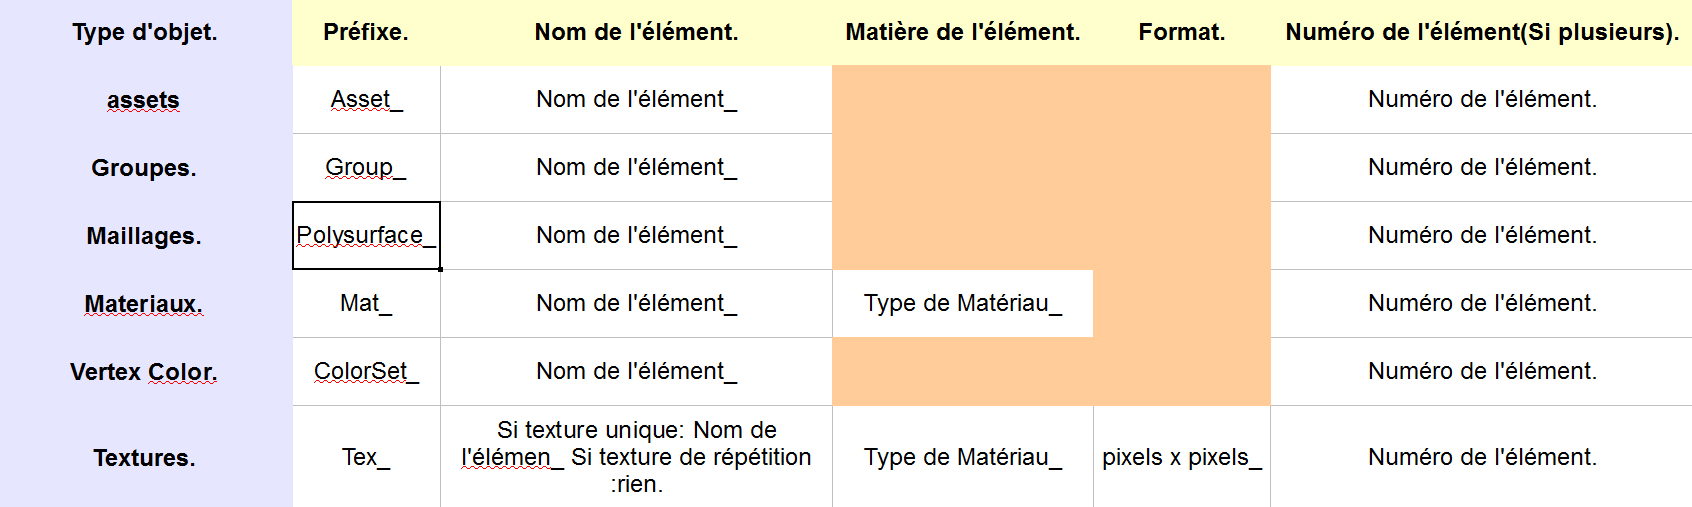 Type d'objet. Préfixe. Nom de l'élément. Matière de l'élément. Format. Numéro de l'élément(Si plusieurs).
assets Asset_ Nom de l'élément_ Numéro de l'élément.
Groupes. Group_ Nom de l'élément_ Numéro de l'élément.
Maillages. Polysurface_ Nom de l'élément_ Numéro de l'élément.
Materiaux. Mat_ Nom de l'élément_ Type de Matériau_ Numéro de l'élément.
Vertex Color. ColorSet_ Nom de l'élément_ Numéro de l'élément.
Textures. Tex_ Si texture unique: Nom de
l'élémen_ Si texture de répétition
:rien. Type de Matériau_ pixels x pixels_ Numéro de l'élément.